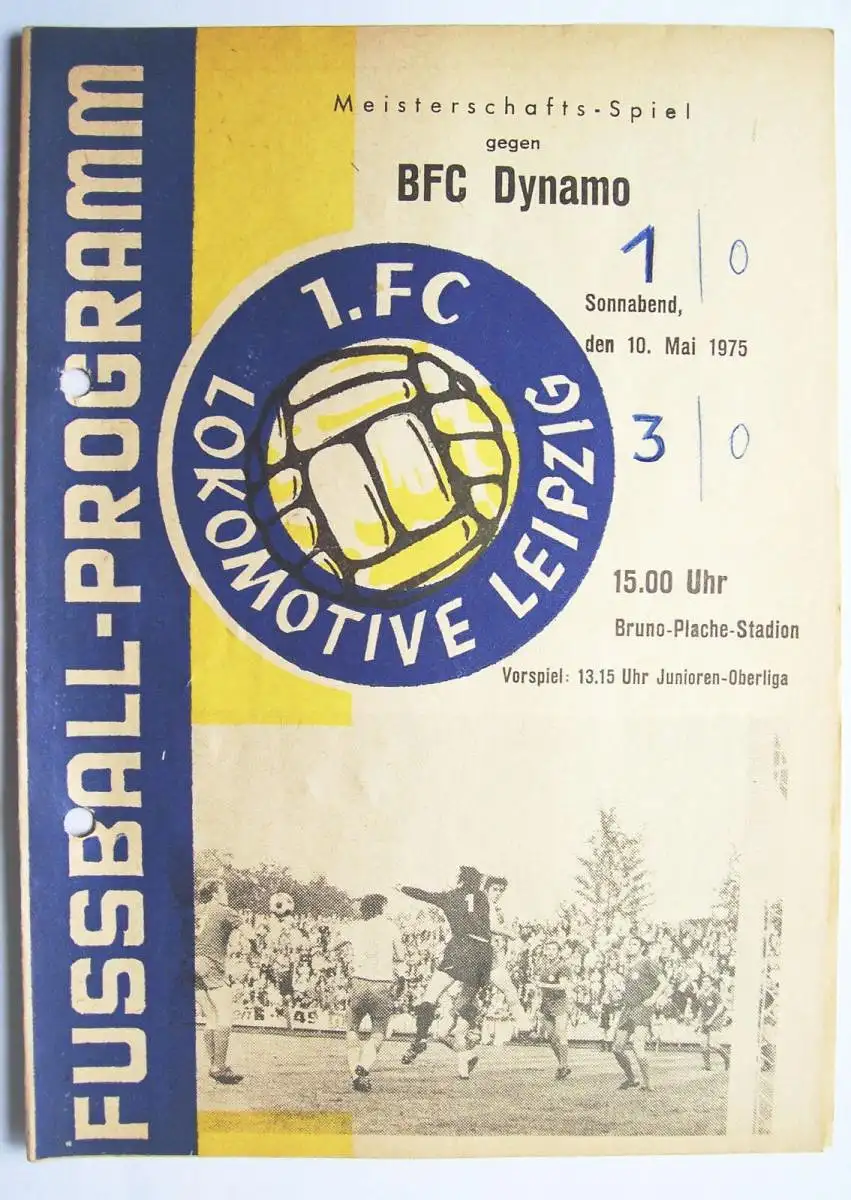 FUSSBALL-PROGRAMM
Meisterschafts-Spiel
gegen
BFC Dynamo
1 | 0
Sonnabend,
den 10. Mai 1975
3 | 0
1. FC
LOKOMOTIVE LEIPZIG
15.00 Uhr
Bruno-Plache-Stadion
Vorspiel: 13.15 Uhr Junioren-Oberliga
1